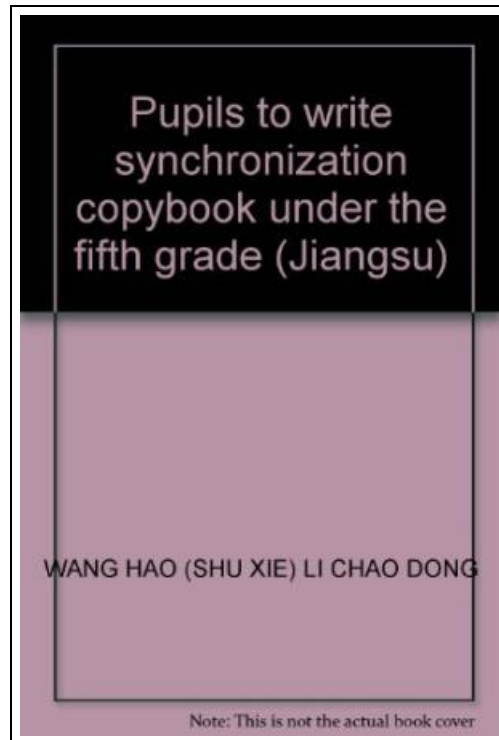 Pupils to write
synchronization
copybook under the
fifth grade (Jiangsu)
WANG HAO (SHU XIE) LI CHAO DONG
Note: This is not the actual book cover